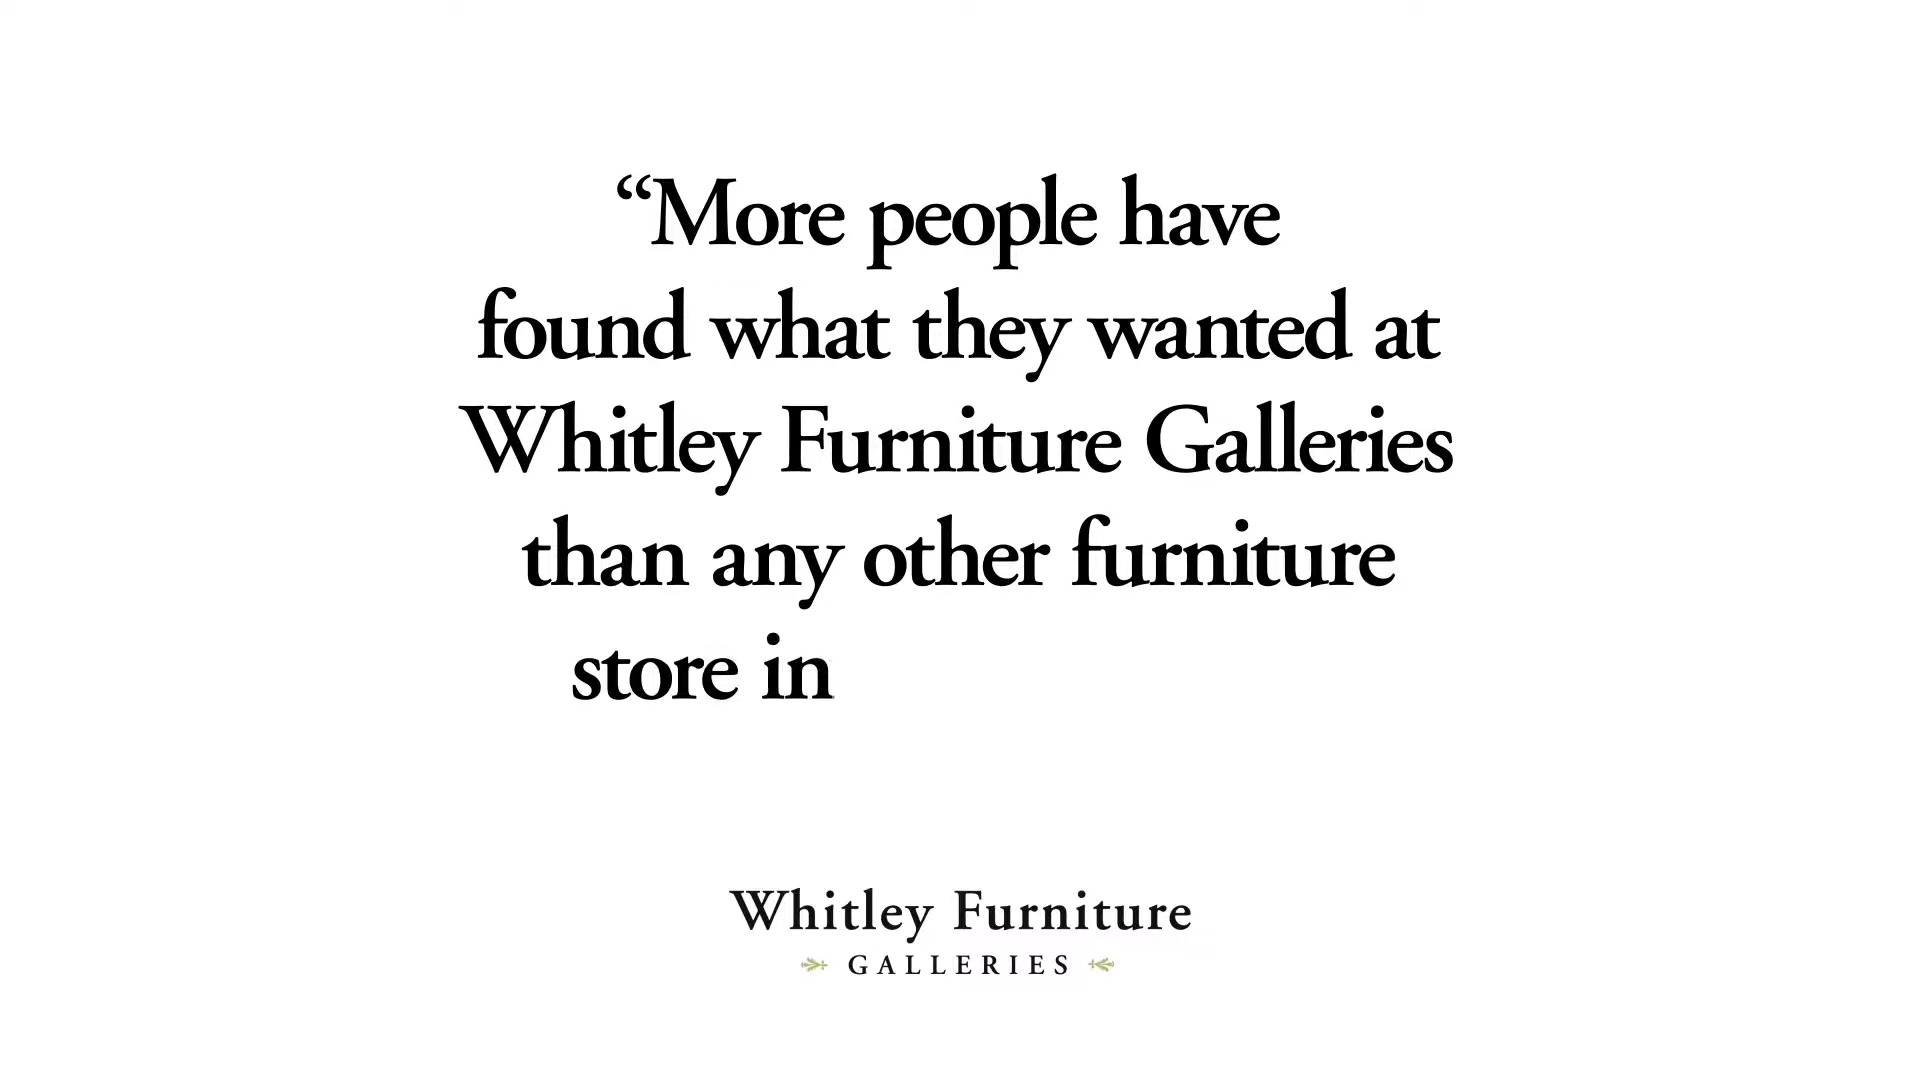 “More people have
found what they wanted at
Whitley Furniture Galleries
than any other furniture
store in
Whitley Furniture
GALLERIES